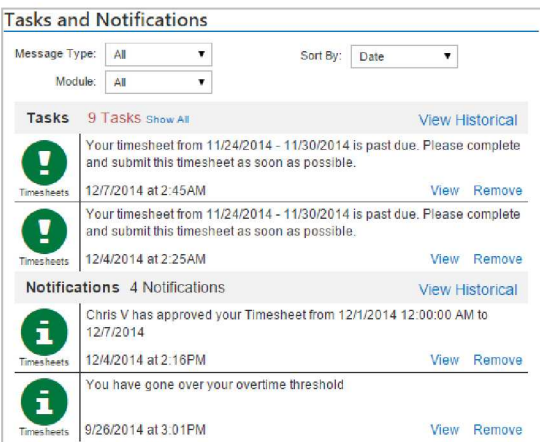 Tasks and Notifications
Message Type: All Sort By: Date
Module: All
Tasks 9 Tasks Show All View Historical
Your timesheet from 11/24/2014 - 11/30/2014 is past due. Please complete
and submit this timesheet as soon as possible.
Timesheets 12/7/2014 at 2:45AM View Remove
Your timesheet from 11/24/2014 - 11/30/2014 is past due. Please complete
and submit this timesheet as soon as possible.
Timesheets 12/4/2014 at 2:25AM View Remove
Notifications 4 Notifications View Historical
Chris V has approved your Timesheet from 12/1/2014 12:00:00 AM to
12/7/2014
Timesheets 12/4/2014 at 2:16PM View Remove
You have gone over your overtime threshold
Timesheets 9/26/2014 at 3:01PM View Remove